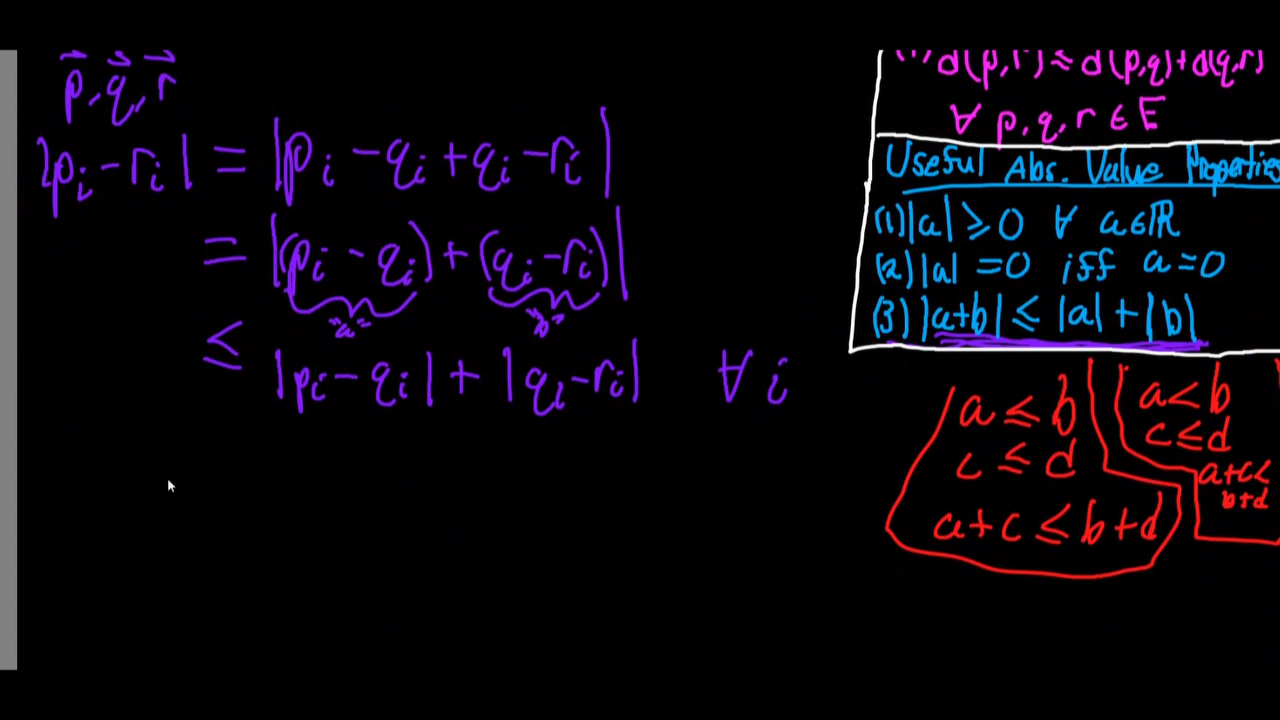 p⃗, q⃗, r⃗
|pᵢ - rᵢ| = |pᵢ - qᵢ + qᵢ - rᵢ|
= |(pᵢ - qᵢ) + (qᵢ - rᵢ)|
"a" "b"
≤ |pᵢ - qᵢ| + |qᵢ - rᵢ| ∀ i
d(p,r) ≤ d(p,q) + d(q,r)
∀ p, q, r ∈ E
Useful Abs. Value Properties
(1) |a| ≥ 0 ∀ a ∈ ℝ
(2) |a| = 0 iff a = 0
(3) |a+b| ≤ |a| + |b|
a ≤ b
c ≤ d
a+c ≤ b+d
a < b
c ≤ d
a+c <
b+d